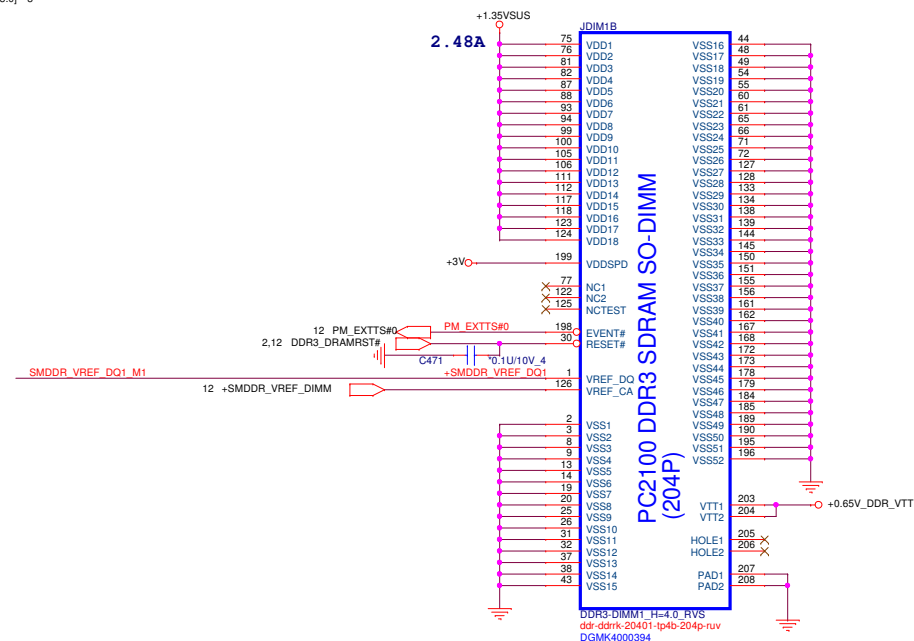 +1.35VSUS
2.48A
JDIM1B
75 VDD1 VSS16 44
76 VDD2 VSS17 48
81 VDD3 VSS18 49
82 VDD4 VSS19 54
87 VDD5 VSS20 55
88 VDD6 VSS21 60
93 VDD7 VSS22 61
94 VDD8 VSS23 65
99 VDD9 VSS24 66
100 VDD10 VSS25 71
105 VDD11 VSS26 72
106 VDD12 VSS27 127
111 VDD13 VSS28 128
112 VDD14 VSS29 133
117 VDD15 VSS30 134
118 VDD16 VSS31 138
123 VDD17 VSS32 139
124 VDD18 VSS33 144
VSS34 145
+3V 199 VDDSPD VSS35 150
VSS36 151
77 NC1 VSS37 155
122 NC2 VSS38 156
125 NCTEST VSS39 161
VSS40 162
12 PM_EXTTS#0 PM_EXTTS#0 198 EVENT# VSS41 167
2,12 DDR3_DRAMRST# 30 RESET# VSS42 168
VSS43 172
C471 *0.1U/10V_4 VSS44 173
SMDDR_VREF_DQ1_M1 +SMDDR_VREF_DQ1 1 VREF_DQ VSS45 178
12 +SMDDR_VREF_DIMM 126 VREF_CA VSS46 179
VSS47 184
VSS48 185
2 VSS1 VSS49 189
3 VSS2 VSS50 190
8 VSS3 VSS51 195
9 VSS4 VSS52 196
13 VSS5
14 VSS6
19 VSS7
20 VSS8 VTT1 203 +0.65V_DDR_VTT
25 VSS9 VTT2 204
26 VSS10
31 VSS11 HOLE1 205
32 VSS12 HOLE2 206
37 VSS13
38 VSS14 PAD1 207
43 VSS15 PAD2 208
PC2100 DDR3 SDRAM SO-DIMM
(204P)
DDR3-DIMM1_H=4.0_RVS
ddr-ddrrk-20401-tp4b-204p-ruv
DGMK4000394